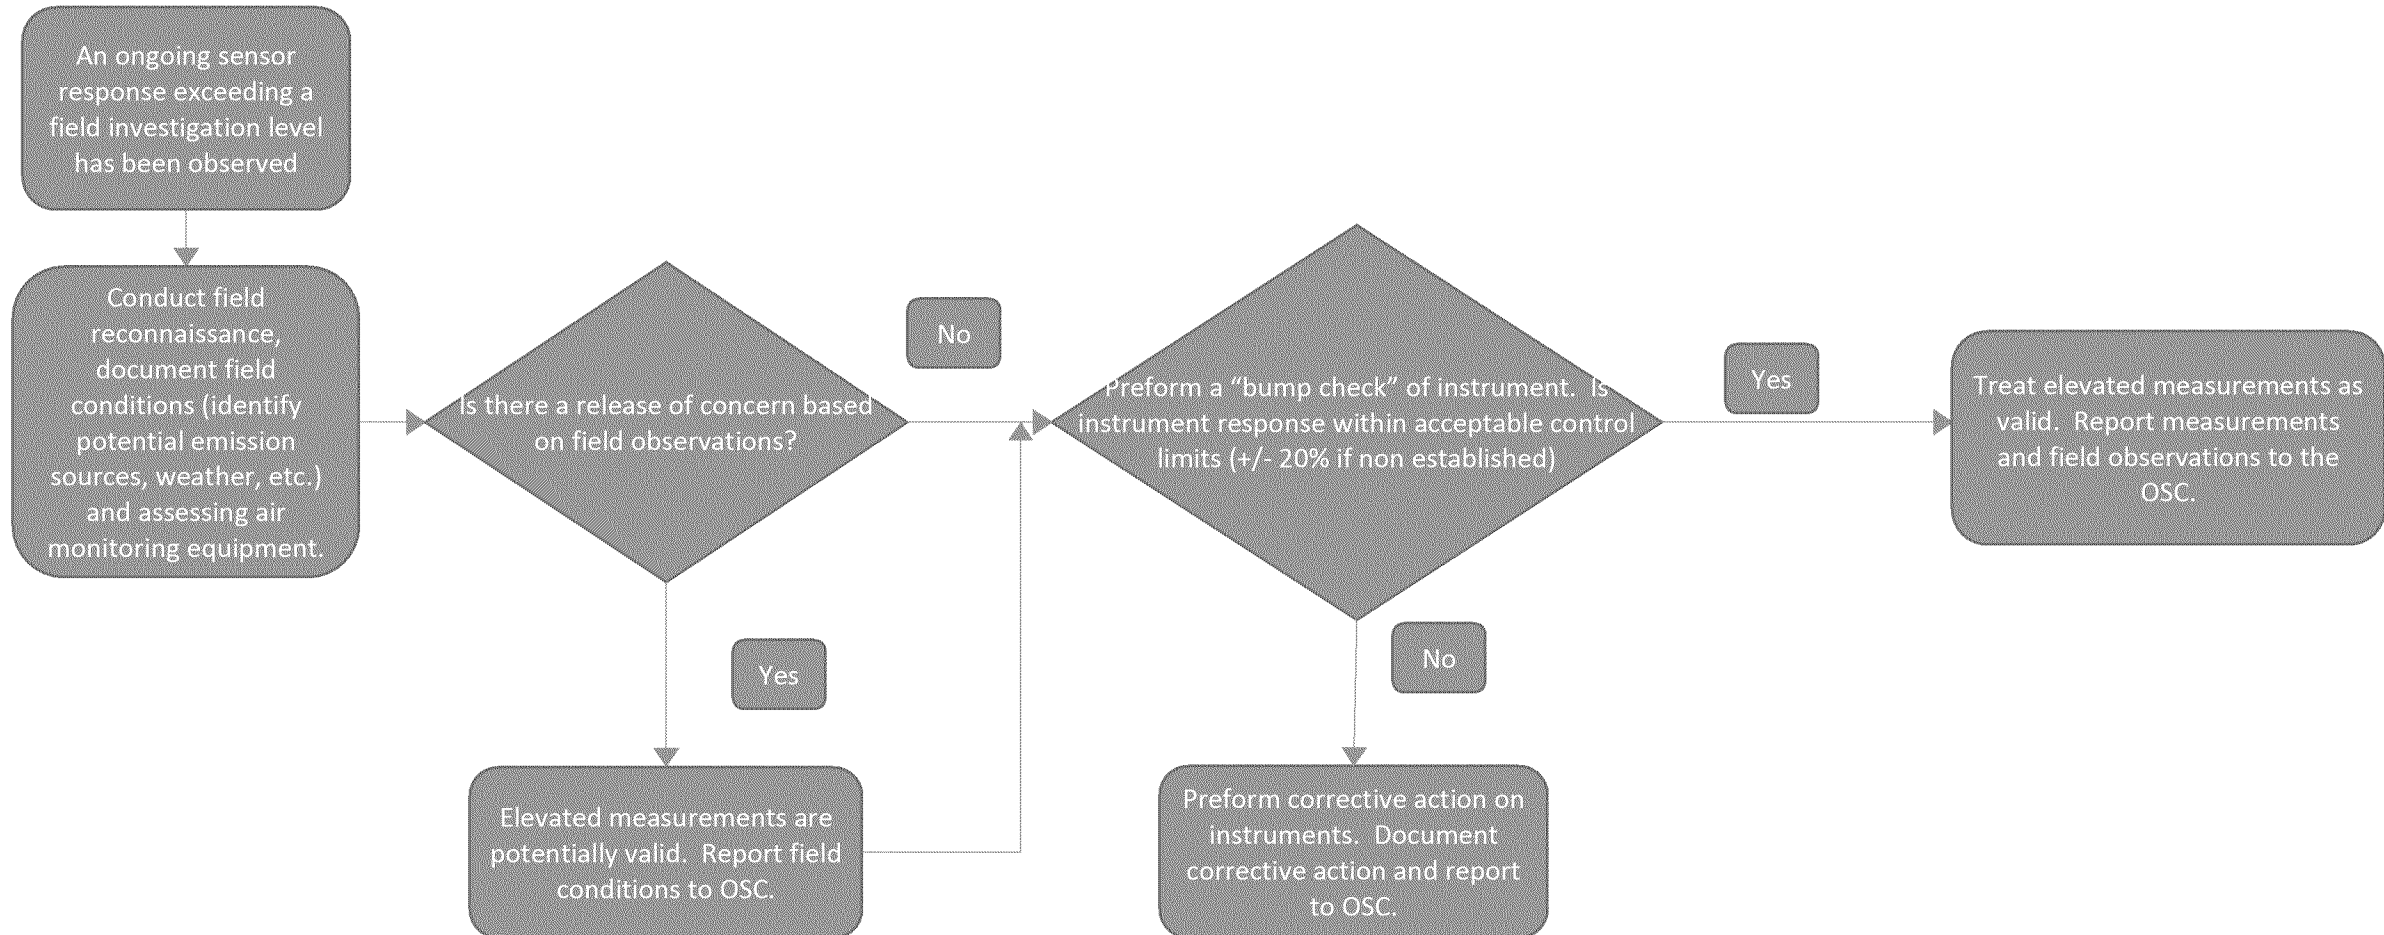 An ongoing sensor
response exceeding a
field investigation level
has been observed
Conduct field
reconnaissance,
document field
conditions (identify
potential emission
sources, weather, etc.)
and assessing air
monitoring equipment.
Is there a release of concern based
on field observations?
No
Yes
Elevated measurements are
potentially valid.  Report field
conditions to OSC.
Preform a “bump check” of instrument.  Is
instrument response within acceptable control
limits (+/- 20% if non established)
Yes
No
Treat elevated measurements as
valid.  Report measurements
and field observations to the
OSC.
Preform corrective action on
instruments.  Document
corrective action and report
to OSC.